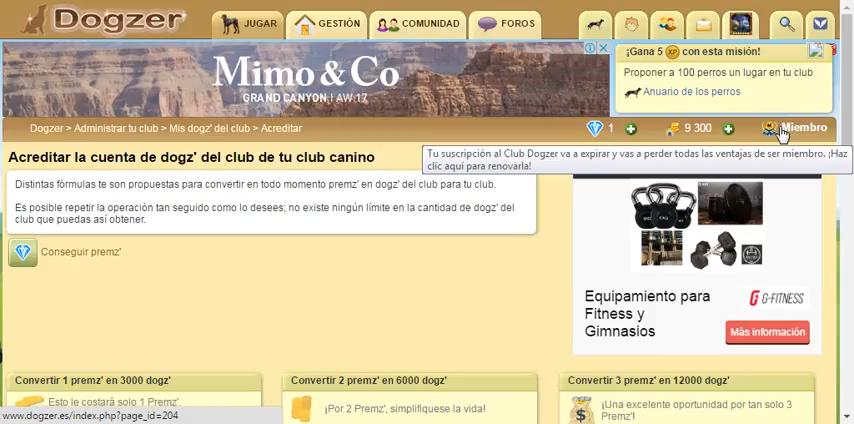 Dogzer
JUGAR
GESTIÓN
COMUNIDAD
FOROS
Mimo & Co
GRAND CANYON | AW 17
¡Gana 5 XP con esta misión!
Proponer a 100 perros un lugar en tu club
Anuario de los perros
Dogzer > Administrar tu club > Mis dogz' del club > Acreditar
1
9 300
Miembro
Tu suscripción al Club Dogzer va a expirar y vas a perder todas las ventajas de ser miembro. ¡Haz
clic aquí para renovarla!
Acreditar la cuenta de dogz' del club de tu club canino
Distintas fórmulas te son propuestas para convertir en todo momento premz' en dogz' del club para tu club.
Es posible repetir la operación tan seguido como lo desees; no existe ningún límite en la cantidad de dogz' del
club que puedas así obtener.
Conseguir premz'
Equipamiento para
Fitness y
Gimnasios
G-FITNESS
Más información
Convertir 1 premz' en 3000 dogz'
Esto le costará solo 1 Premz'.
Convertir 2 premz' en 6000 dogz'
¡Por 2 Premz', simplifiquese la vida!
Convertir 3 premz' en 12000 dogz'
¡Una excelente oportunidad por tan solo 3
Premz'!
www.dogzer.es/index.php?page_id=204